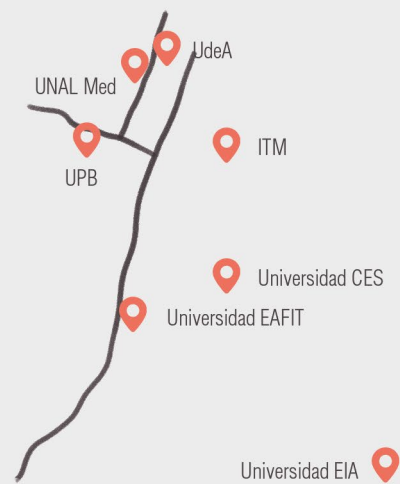 UdeA
UNAL Med
ITM
UPB
Universidad CES
Universidad EAFIT
Universidad EIA